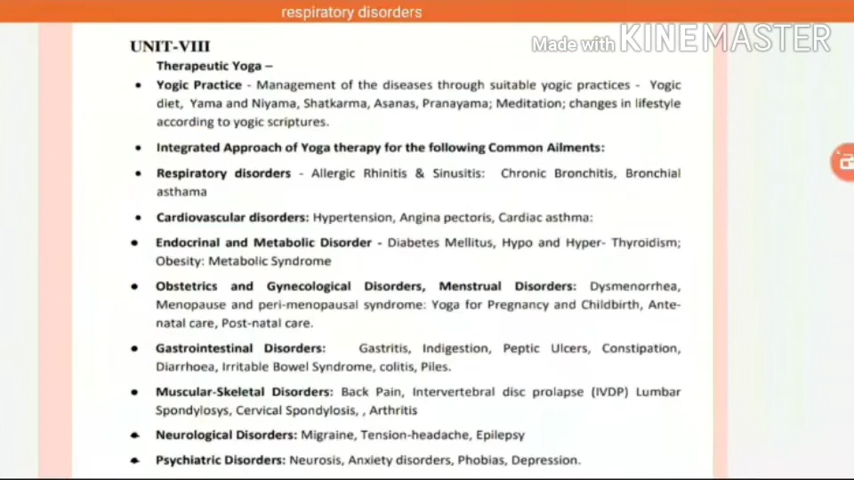 respiratory disorders
Made with KINEMASTER
UNIT-VIII
Therapeutic Yoga –
• Yogic Practice - Management of the diseases through suitable yogic practices - Yogic
diet, Yama and Niyama, Shatkarma, Asanas, Pranayama; Meditation; changes in lifestyle
according to yogic scriptures.
• Integrated Approach of Yoga therapy for the following Common Ailments:
• Respiratory disorders - Allergic Rhinitis & Sinusitis: Chronic Bronchitis, Bronchial
asthama
• Cardiovascular disorders: Hypertension, Angina pectoris, Cardiac asthma:
• Endocrinal and Metabolic Disorder - Diabetes Mellitus, Hypo and Hyper- Thyroidism;
Obesity: Metabolic Syndrome
• Obstetrics and Gynecological Disorders, Menstrual Disorders: Dysmenorrhea,
Menopause and peri-menopausal syndrome: Yoga for Pregnancy and Childbirth, Ante-
natal care, Post-natal care.
• Gastrointestinal Disorders: Gastritis, Indigestion, Peptic Ulcers, Constipation,
Diarrhoea, Irritable Bowel Syndrome, colitis, Piles.
• Muscular-Skeletal Disorders: Back Pain, Intervertebral disc prolapse (IVDP) Lumbar
Spondylosys, Cervical Spondylosis, , Arthritis
• Neurological Disorders: Migraine, Tension-headache, Epilepsy
• Psychiatric Disorders: Neurosis, Anxiety disorders, Phobias, Depression.